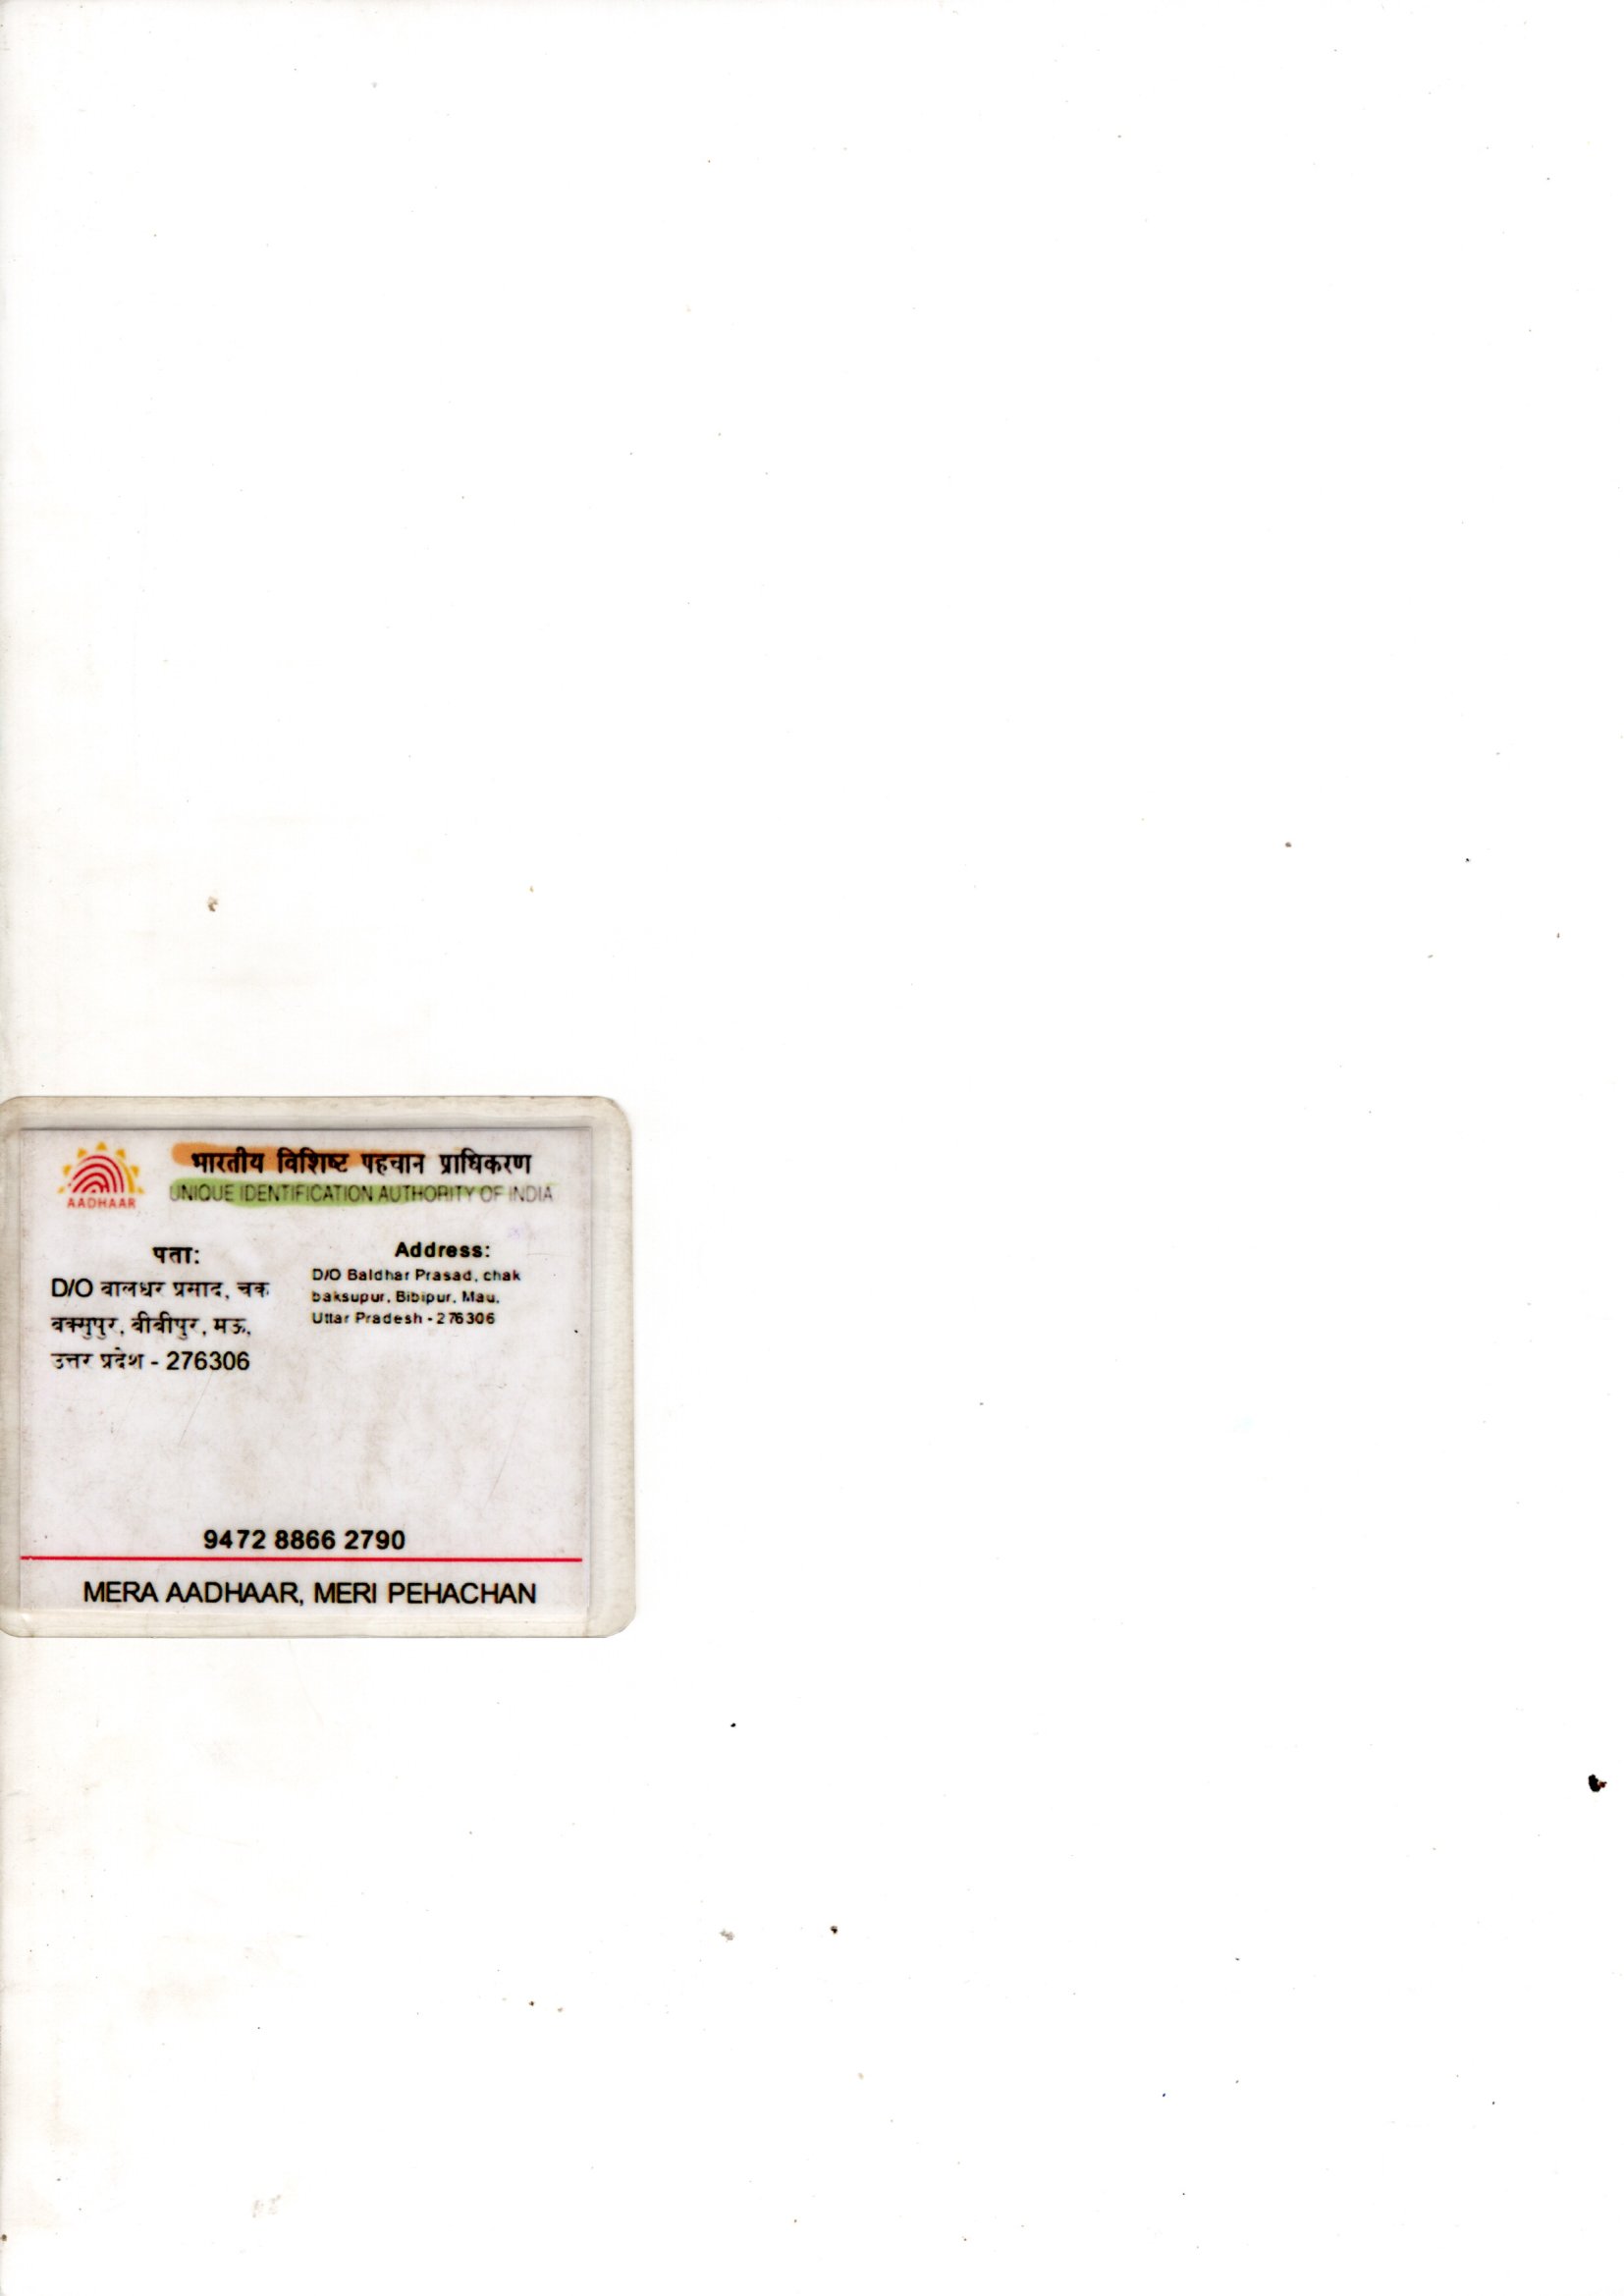 भारतीय विशिष्ट पहचान प्राधिकरण
UNIQUE IDENTIFICATION AUTHORITY OF INDIA
AADHAAR
पता:
D/O बालधर प्रसाद, चक
बक्सुपुर, बीबीपुर, मऊ,
उत्तर प्रदेश - 276306
Address:
D/O Baldhar Prasad, chak
baksupur, Bibipur, Mau,
Uttar Pradesh - 276306
9472 8866 2790
MERA AADHAAR, MERI PEHACHAN